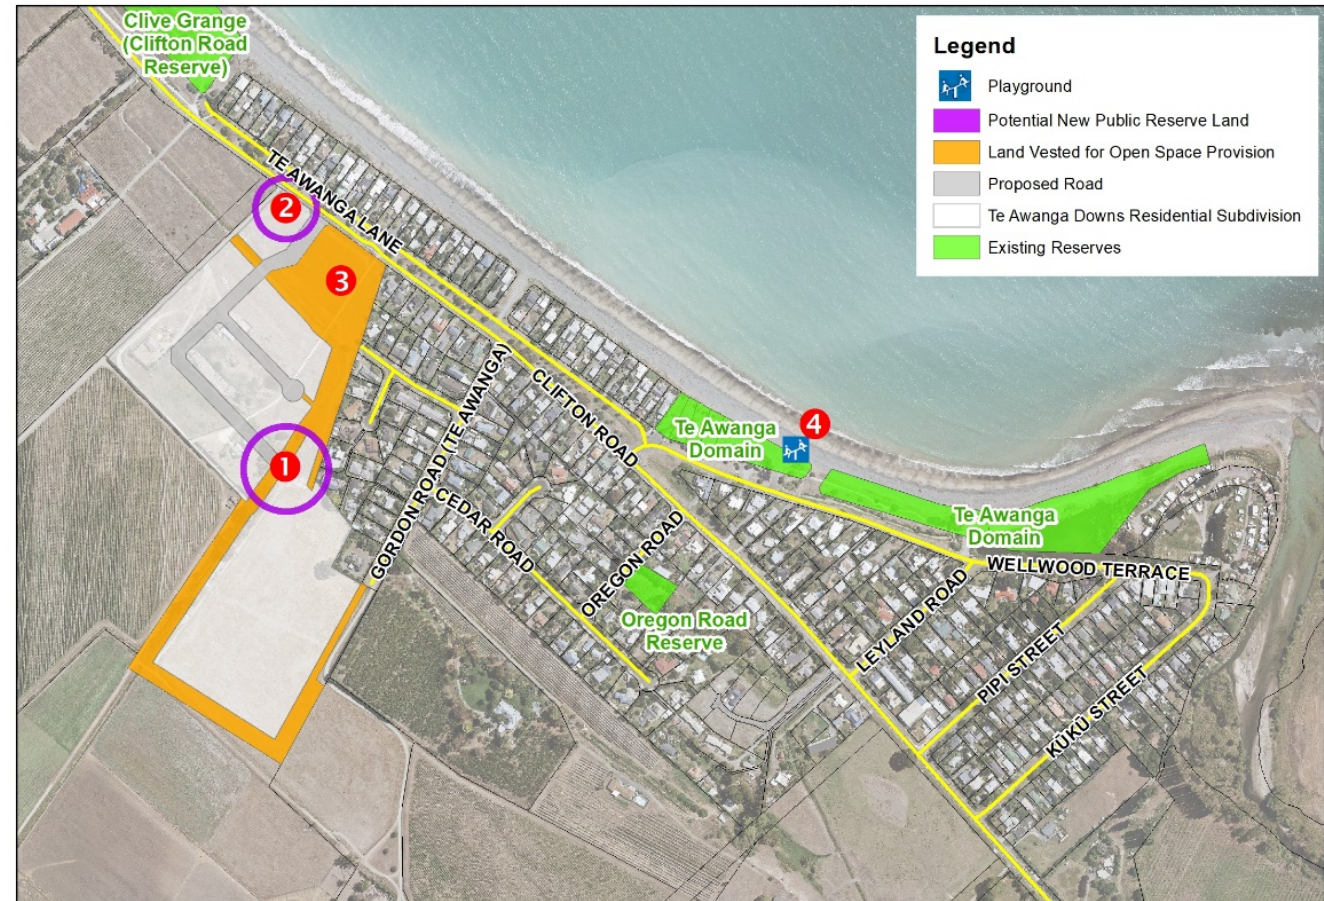 Clive Grange
(Clifton Road
Reserve)
Legend
Playground
Potential New Public Reserve Land
Land Vested for Open Space Provision
Proposed Road
Te Awanga Downs Residential Subdivision
Existing Reserves
TE AWANGA LANE
2
3
1
4
CLIFTON ROAD
GORDON ROAD (TE AWANGA)
CEDAR ROAD
OREGON ROAD
Oregon Road
Reserve
Te Awanga
Domain
Te Awanga
Domain
WELLWOOD TERRACE
LEYLAND ROAD
PIPI STREET
KŪKŪ STREET